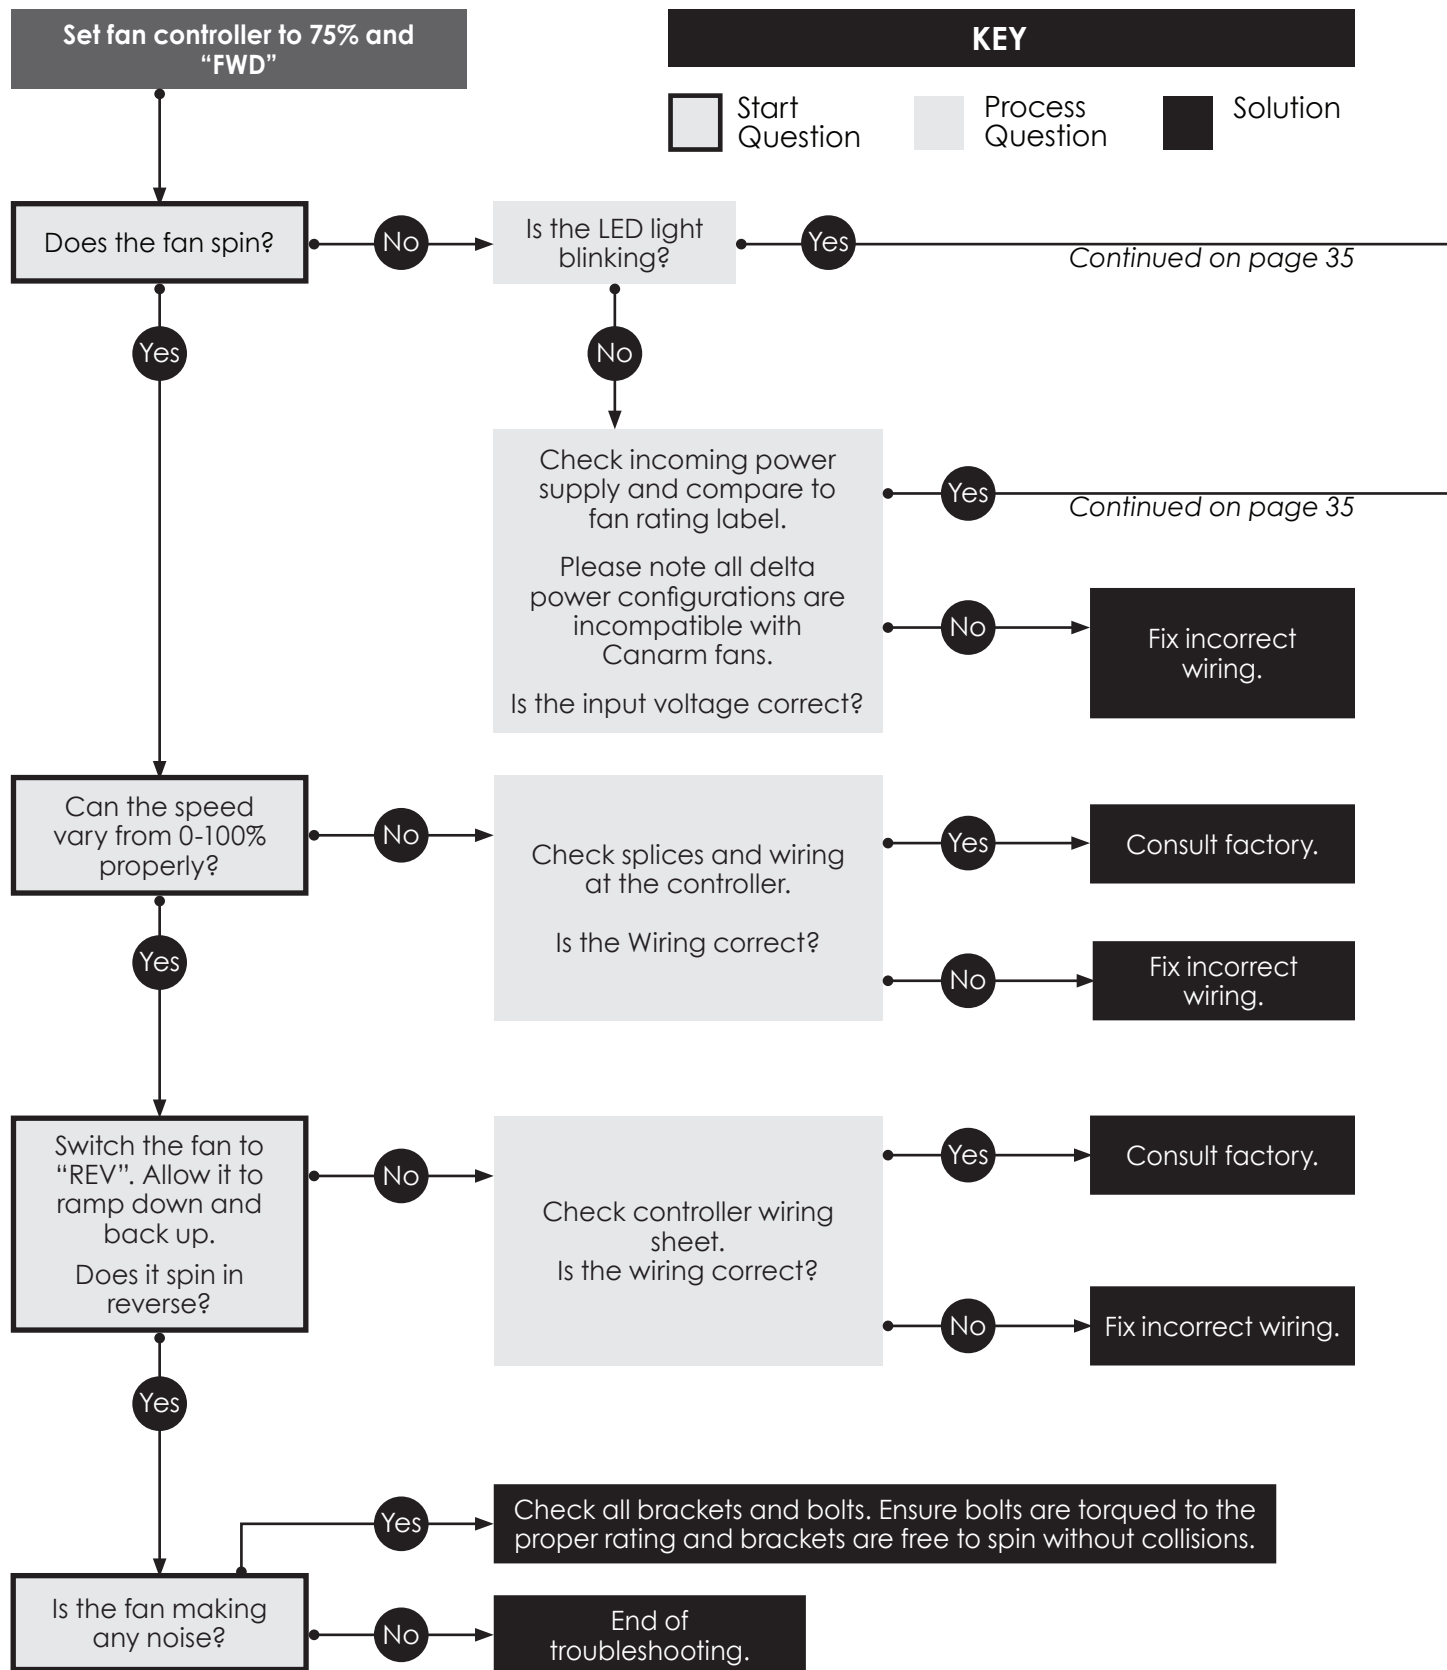 Set fan controller to 75% and
“FWD”
KEY
Start
Question
Process
Question
Solution
Does the fan spin?
No
Is the LED light
blinking?
Yes
Continued on page 35
Yes
No
Check incoming power
supply and compare to
fan rating label.
Please note all delta
power configurations are
incompatible with
Canarm fans.
Is the input voltage correct?
Yes
Continued on page 35
No
Fix incorrect
wiring.
Can the speed
vary from 0-100%
properly?
No
Check splices and wiring
at the controller.
Is the Wiring correct?
Yes
Consult factory.
No
Fix incorrect
wiring.
Yes
Switch the fan to
“REV”. Allow it to
ramp down and
back up.
Does it spin in
reverse?
No
Check controller wiring
sheet.
Is the wiring correct?
Yes
Consult factory.
No
Fix incorrect wiring.
Yes
Is the fan making
any noise?
Yes
Check all brackets and bolts. Ensure bolts are torqued to the
proper rating and brackets are free to spin without collisions.
No
End of
troubleshooting.